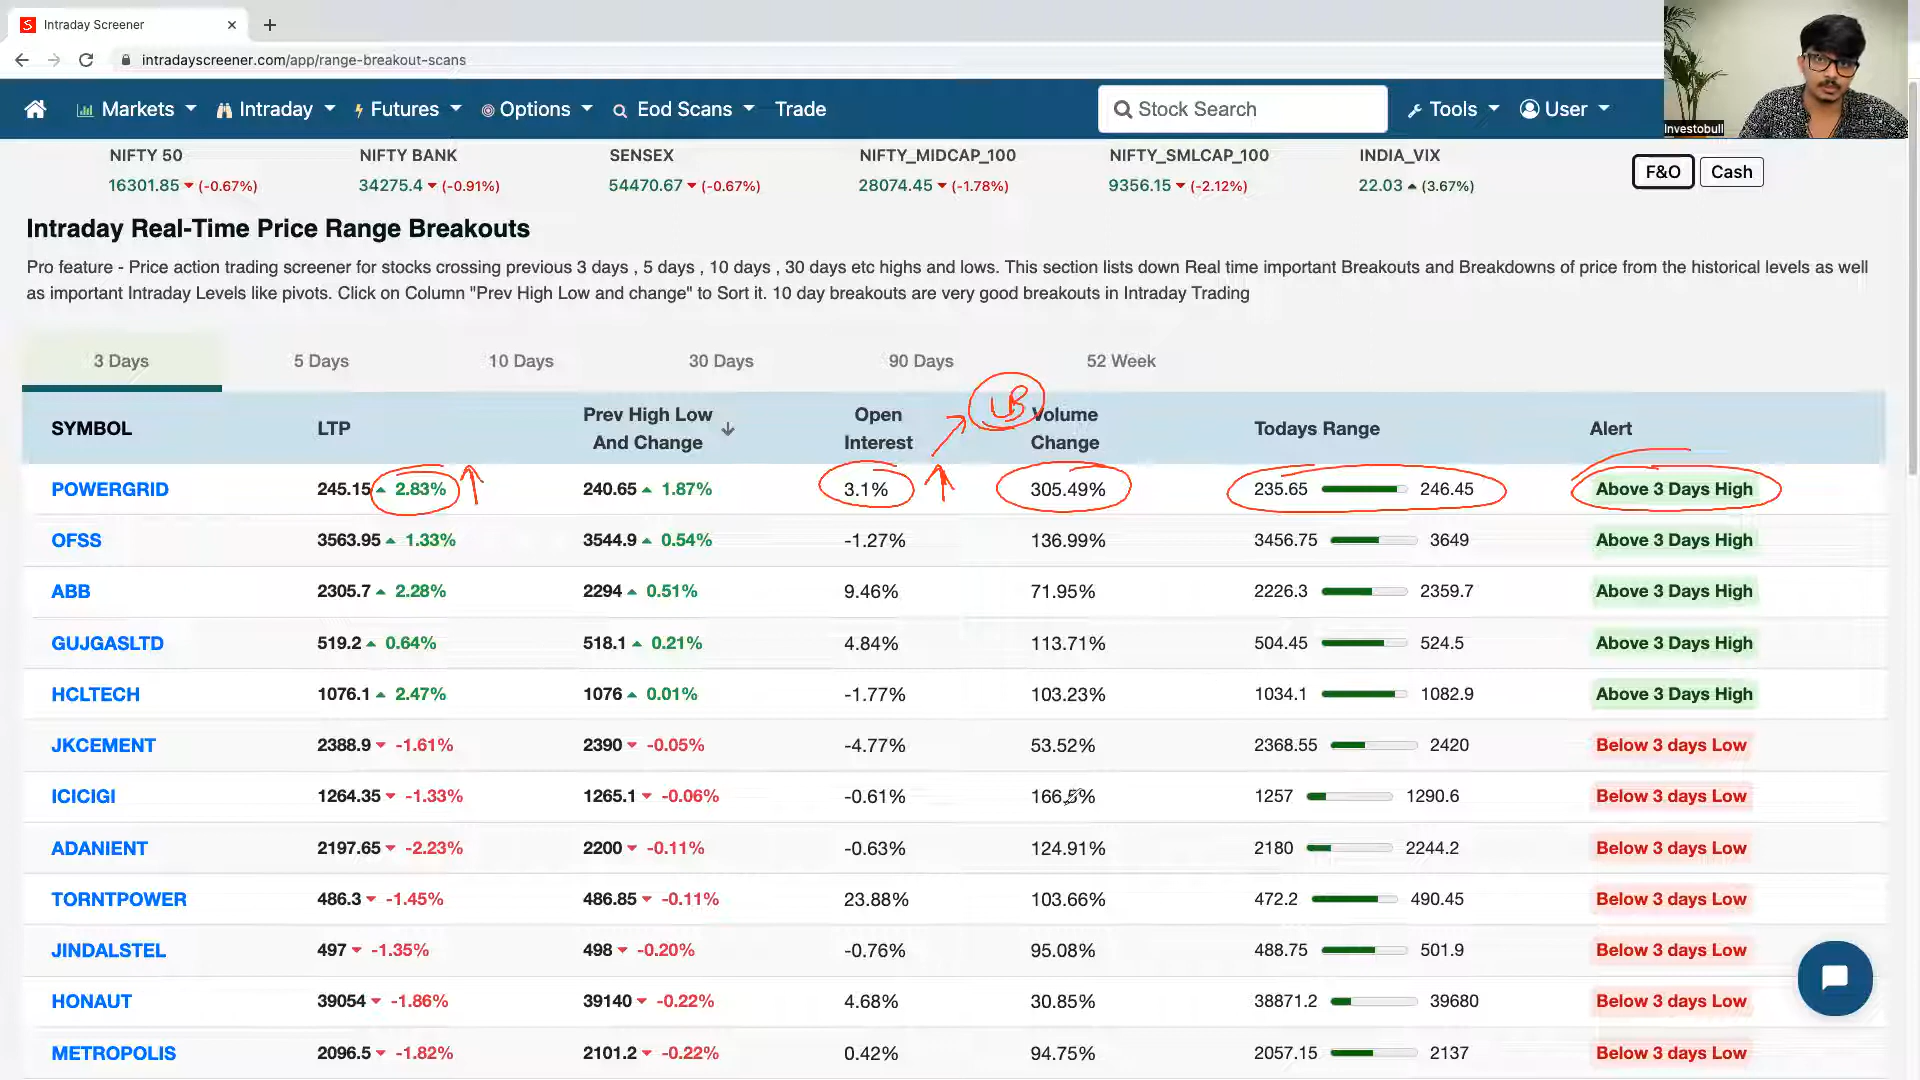 Intraday Screener
intradayscreener.com/app/range-breakout-scans
Markets Intraday Futures Options Eod Scans Trade Stock Search Tools User
Investobull
NIFTY 50 NIFTY BANK SENSEX NIFTY_MIDCAP_100 NIFTY_SMLCAP_100 INDIA_VIX
16301.85 (-0.67%) 34275.4 (-0.91%) 54470.67 (-0.67%) 28074.45 (-1.78%) 9356.15 (-2.12%) 22.03 (3.67%)
F&O Cash
Intraday Real-Time Price Range Breakouts
Pro feature - Price action trading screener for stocks crossing previous 3 days , 5 days , 10 days , 30 days etc highs and lows. This section lists down Real time important Breakouts and Breakdowns of price from the historical levels as well
as important Intraday Levels like pivots. Click on Column "Prev High Low and change" to Sort it. 10 day breakouts are very good breakouts in Intraday Trading
3 Days 5 Days 10 Days 30 Days 90 Days 52 Week
LB
SYMBOL LTP Prev High Low And Change Open Interest Volume Change Todays Range Alert
POWERGRID 245.15 2.83% 240.65 1.87% 3.1% 305.49% 235.65 246.45 Above 3 Days High
OFSS 3563.95 1.33% 3544.9 0.54% -1.27% 136.99% 3456.75 3649 Above 3 Days High
ABB 2305.7 2.28% 2294 0.51% 9.46% 71.95% 2226.3 2359.7 Above 3 Days High
GUJGASLTD 519.2 0.64% 518.1 0.21% 4.84% 113.71% 504.45 524.5 Above 3 Days High
HCLTECH 1076.1 2.47% 1076 0.01% -1.77% 103.23% 1034.1 1082.9 Above 3 Days High
JKCEMENT 2388.9 -1.61% 2390 -0.05% -4.77% 53.52% 2368.55 2420 Below 3 days Low
ICICIGI 1264.35 -1.33% 1265.1 -0.06% -0.61% 1257 1290.6 Below 3 days Low
ADANIENT 2197.65 -2.23% 2200 -0.11% -0.63% 124.91% 2180 2244.2 Below 3 days Low
TORNTPOWER 486.3 -1.45% 486.85 -0.11% 23.88% 103.66% 472.2 490.45 Below 3 days Low
JINDALSTEL 497 -1.35% 498 -0.20% -0.76% 95.08% 488.75 501.9 Below 3 days Low
HONAUT 39054 -1.86% 39140 -0.22% 4.68% 30.85% 38871.2 39680 Below 3 days Low
METROPOLIS 2096.5 -1.82% 2101.2 -0.22% 0.42% 94.75% 2057.15 2137 Below 3 days Low